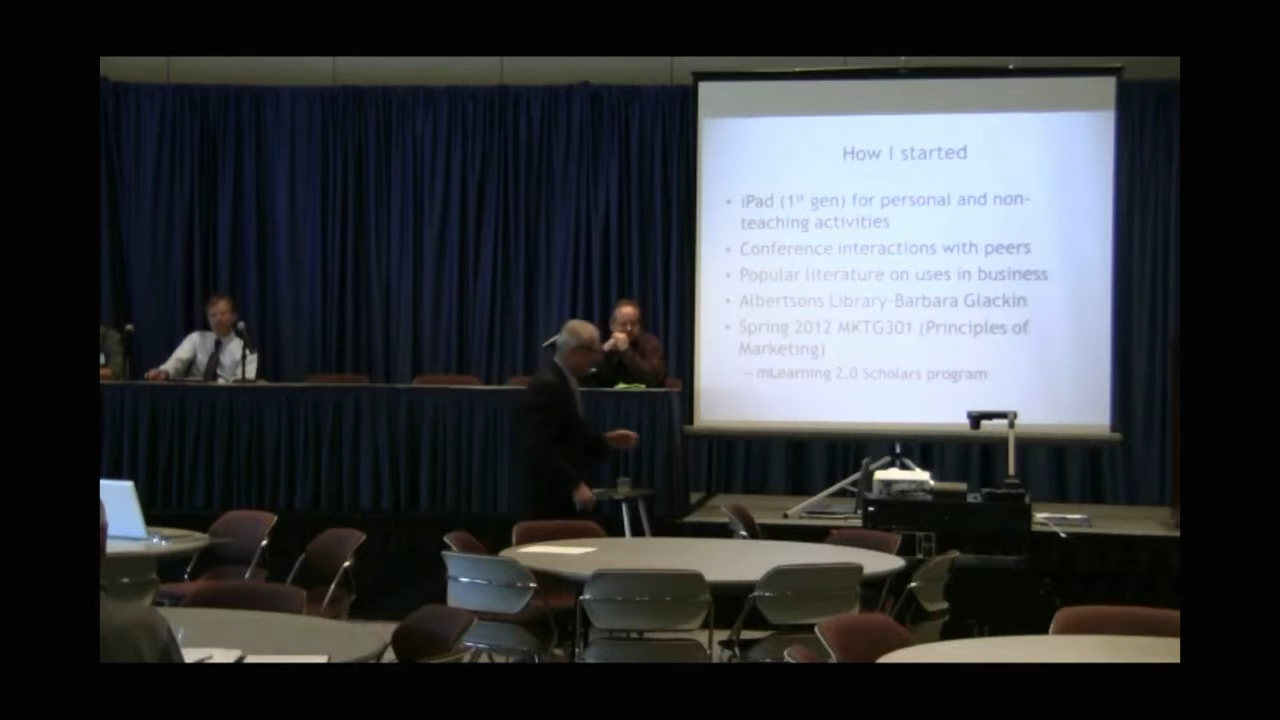 How I started
• iPad (1st gen) for personal and non-
teaching activities
• Conference interactions with peers
• Popular literature on uses in business
• Albertsons Library-Barbara Glackin
• Spring 2012 MKTG301 (Principles of
Marketing)
– mLearning 2.0 Scholars program